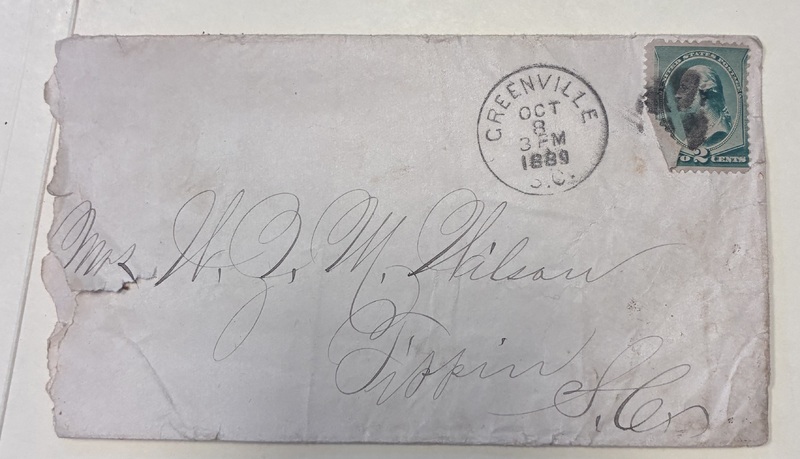 UNITED STATES POSTAGE
GREENVILLE
OCT
8
3 PM
1889
S.C.
2 CENTS
Mrs W. Z. M. Wilson
Tippin S.C.